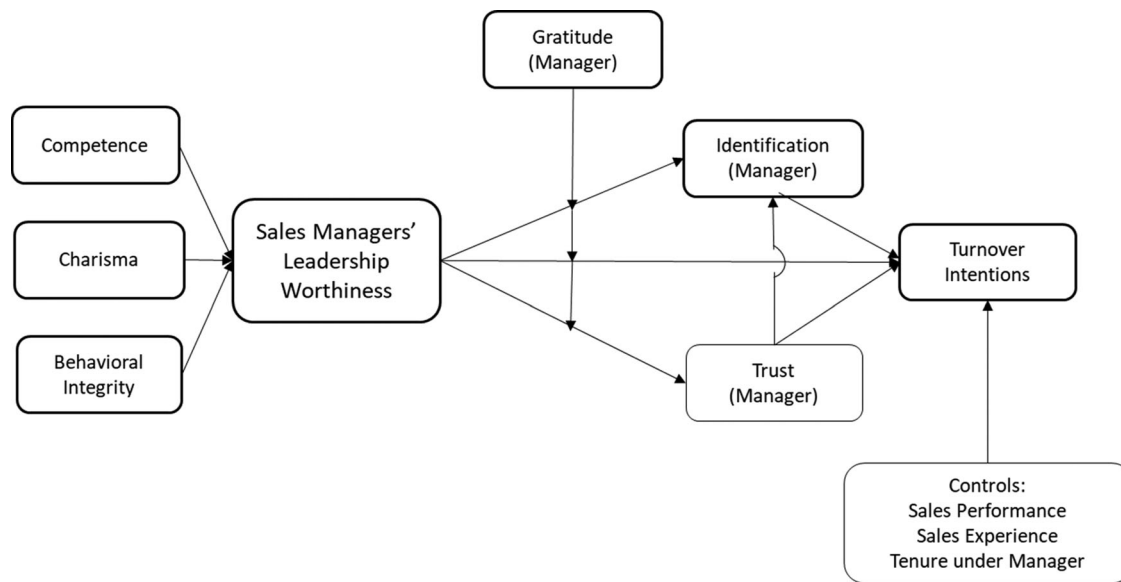 Gratitude
(Manager)
Competence
Identification
(Manager)
Sales Managers’
Leadership
Worthiness
Charisma
Turnover
Intentions
Behavioral
Integrity
Trust
(Manager)
Controls:
Sales Performance
Sales Experience
Tenure under Manager